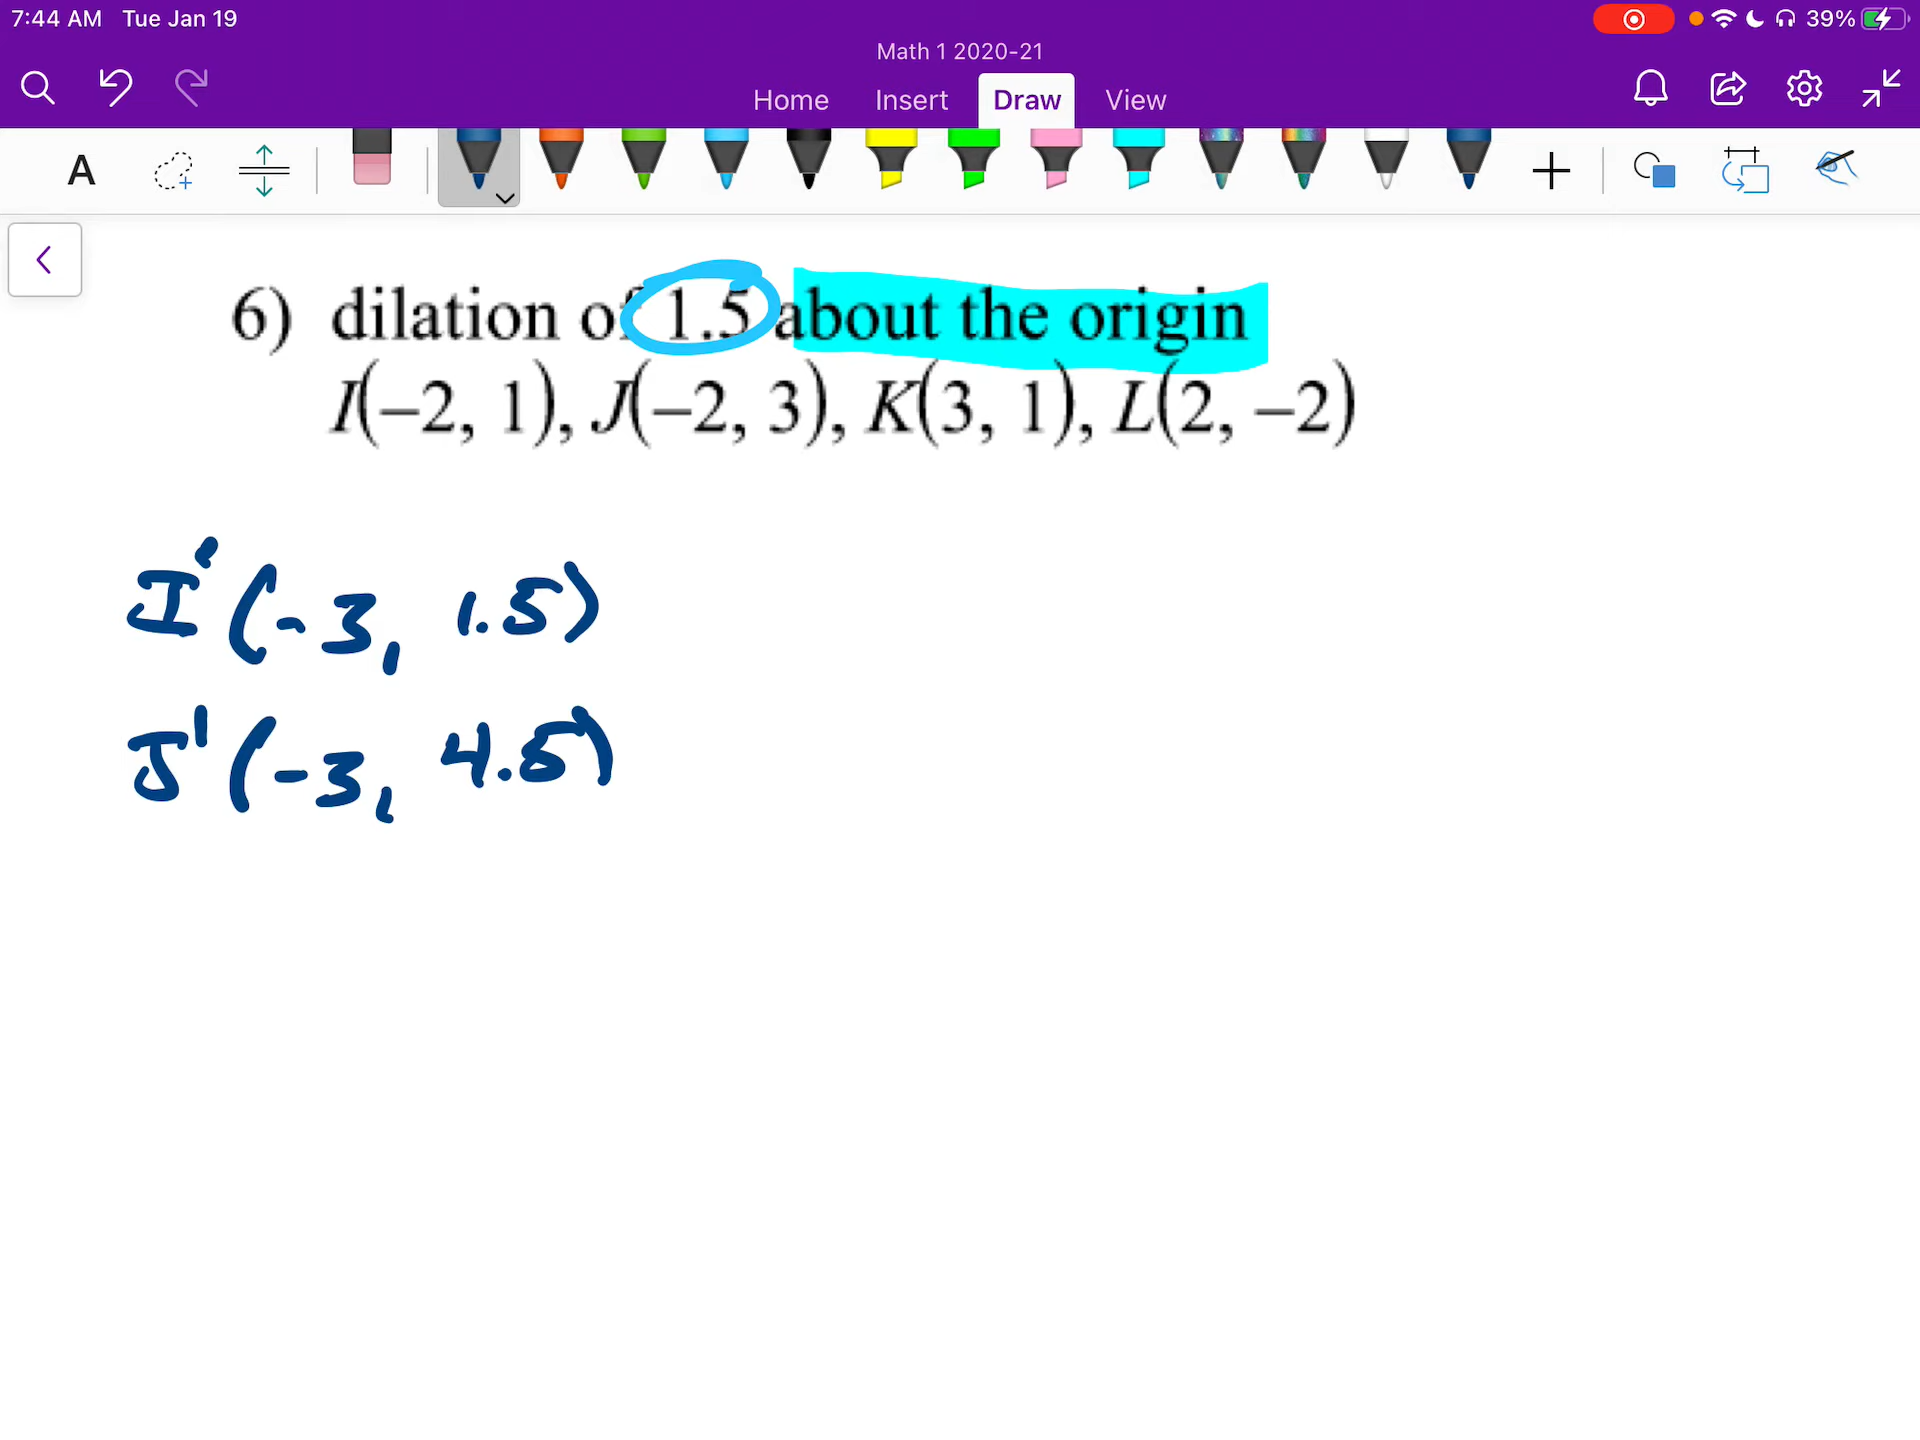 7:44 AM Tue Jan 19
39%
Math 1 2020-21
Home Insert Draw View
A
6) dilation of 1.5 about the origin
I(–2, 1), J(–2, 3), K(3, 1), L(2, –2)
I' (-3, 1.5)
J' (-3, 4.5)